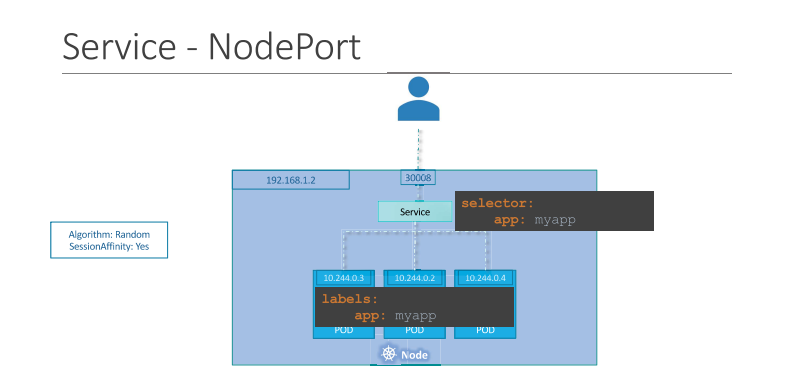 Service - NodePort
192.168.1.2
30008
Service
selector:
app: myapp
Algorithm: Random
SessionAffinity: Yes
10.244.0.3
10.244.0.2
10.244.0.4
labels:
app: myapp
POD
POD
POD
Node